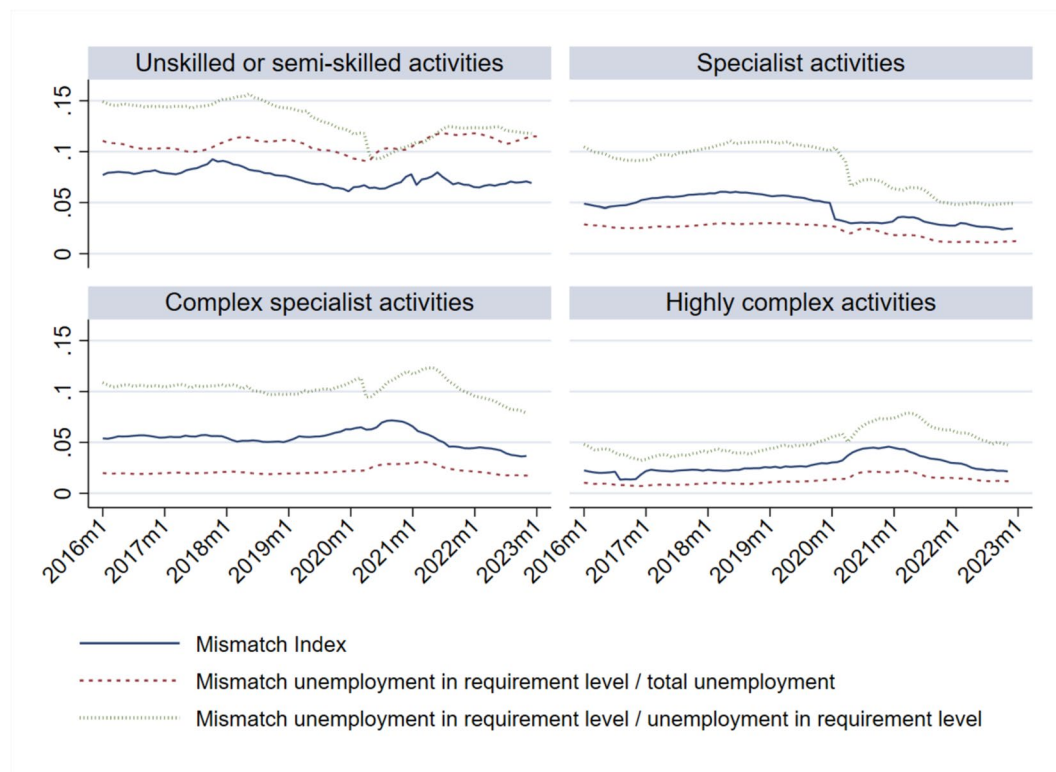 Unskilled or semi-skilled activities
Specialist activities
.15
.1
.05
0
Complex specialist activities
Highly complex activities
.15
.1
.05
0
2016m1
2017m1
2018m1
2019m1
2020m1
2021m1
2022m1
2023m1
2016m1
2017m1
2018m1
2019m1
2020m1
2021m1
2022m1
2023m1
Mismatch Index
Mismatch unemployment in requirement level / total unemployment
Mismatch unemployment in requirement level / unemployment in requirement level